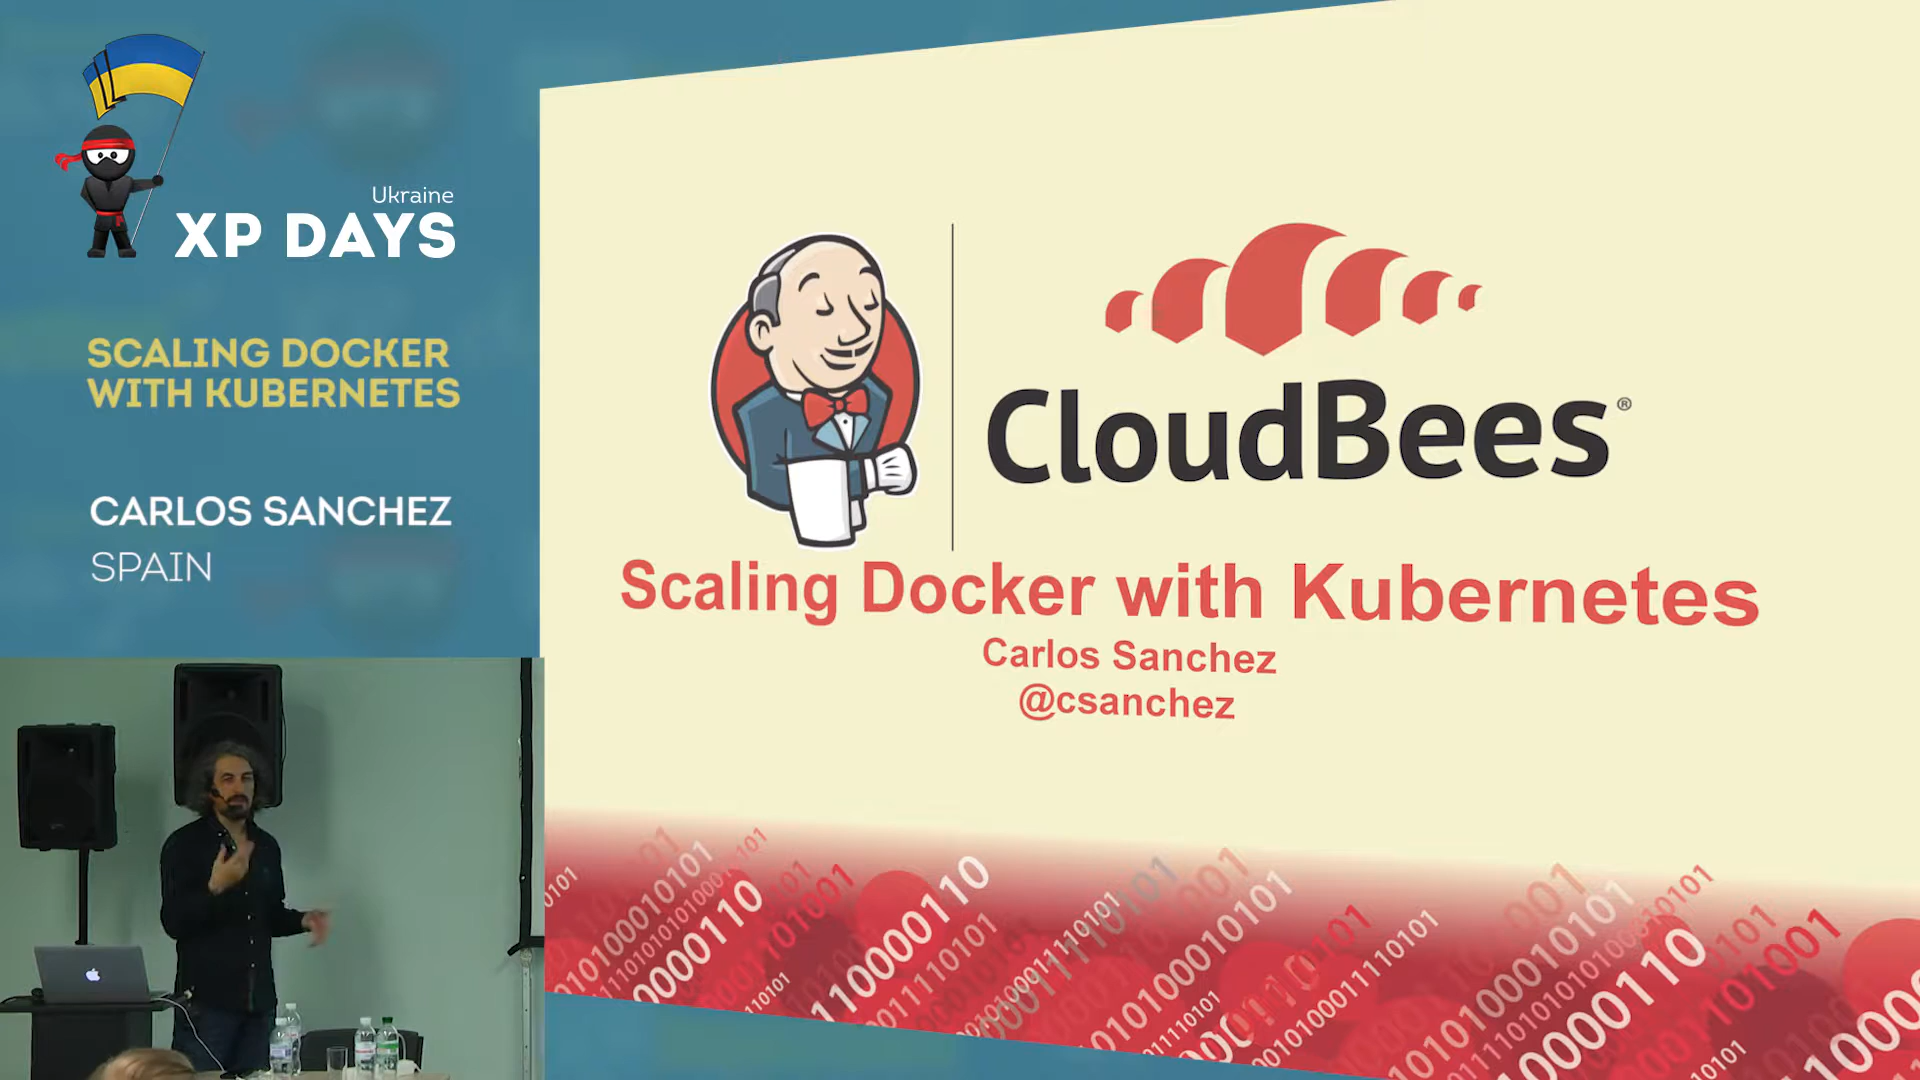 Ukraine
XP DAYS
SCALING DOCKER
WITH KUBERNETES
CARLOS SANCHEZ
SPAIN
CloudBees®
Scaling Docker with Kubernetes
Carlos Sanchez
@csanchez